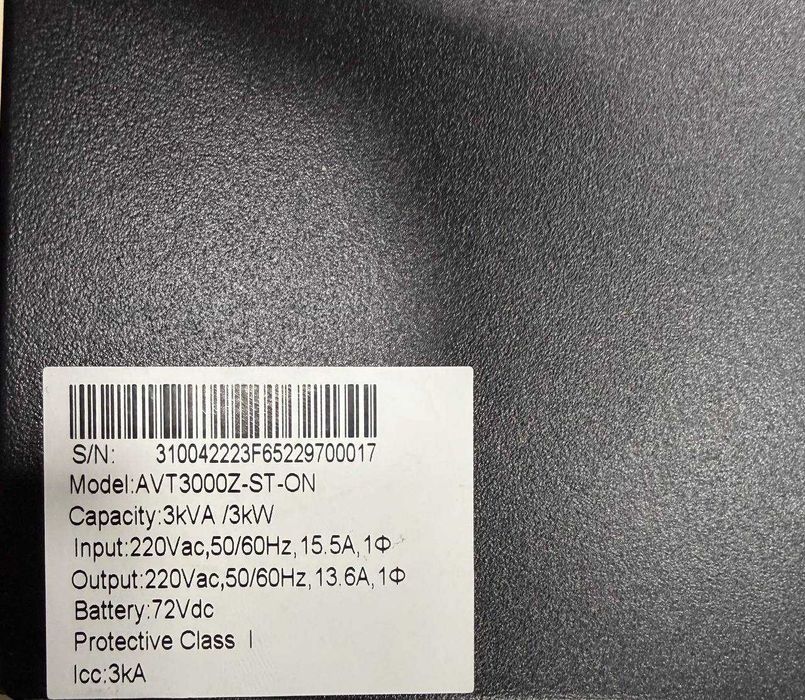 S/N: 310042223F65229700017
Model:AVT3000Z-ST-ON
Capacity:3kVA /3kW
Input:220Vac,50/60Hz,15.5A,1Φ
Output:220Vac,50/60Hz,13.6A,1Φ
Battery:72Vdc
Protective Class I
Icc:3kA